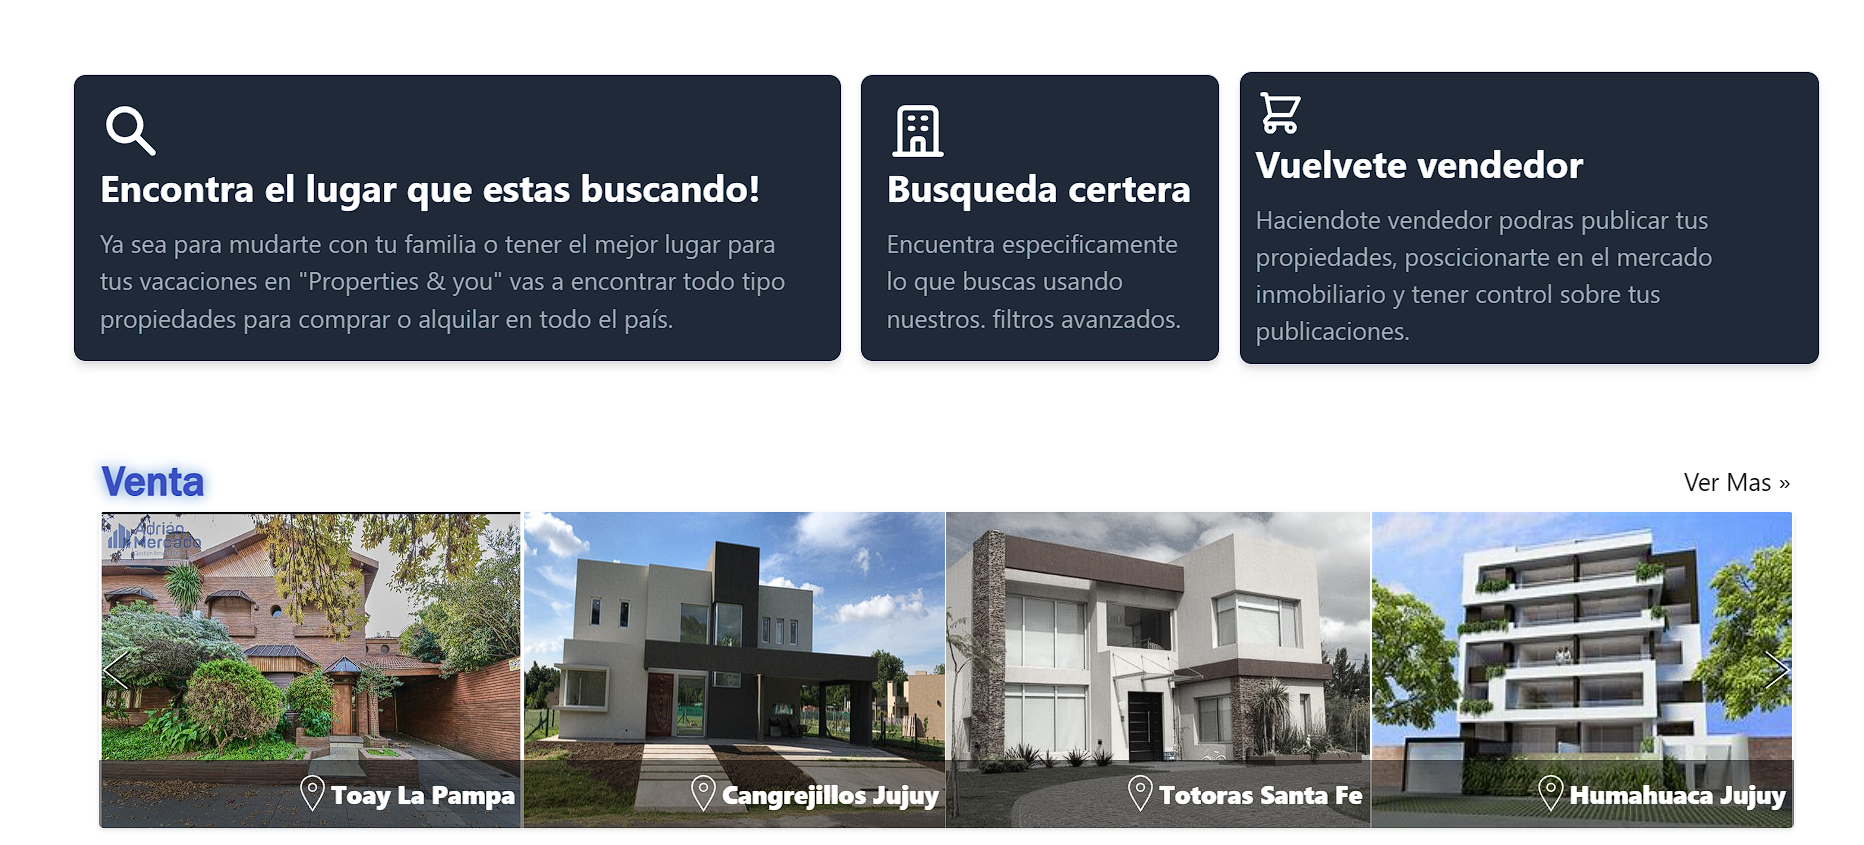 Encontra el lugar que estas buscando!
Ya sea para mudarte con tu familia o tener el mejor lugar para
tus vacaciones en "Properties & you" vas a encontrar todo tipo
propiedades para comprar o alquilar en todo el país.
Busqueda certera
Encuentra especificamente
lo que buscas usando
nuestros. filtros avanzados.
Vuelvete vendedor
Haciendote vendedor podras publicar tus
propiedades, poscicionarte en el mercado
inmobiliario y tener control sobre tus
publicaciones.
Venta
Ver Mas »
Adrián
Mercado
Toay La Pampa
Cangrejillos Jujuy
Totoras Santa Fe
Humahuaca Jujuy